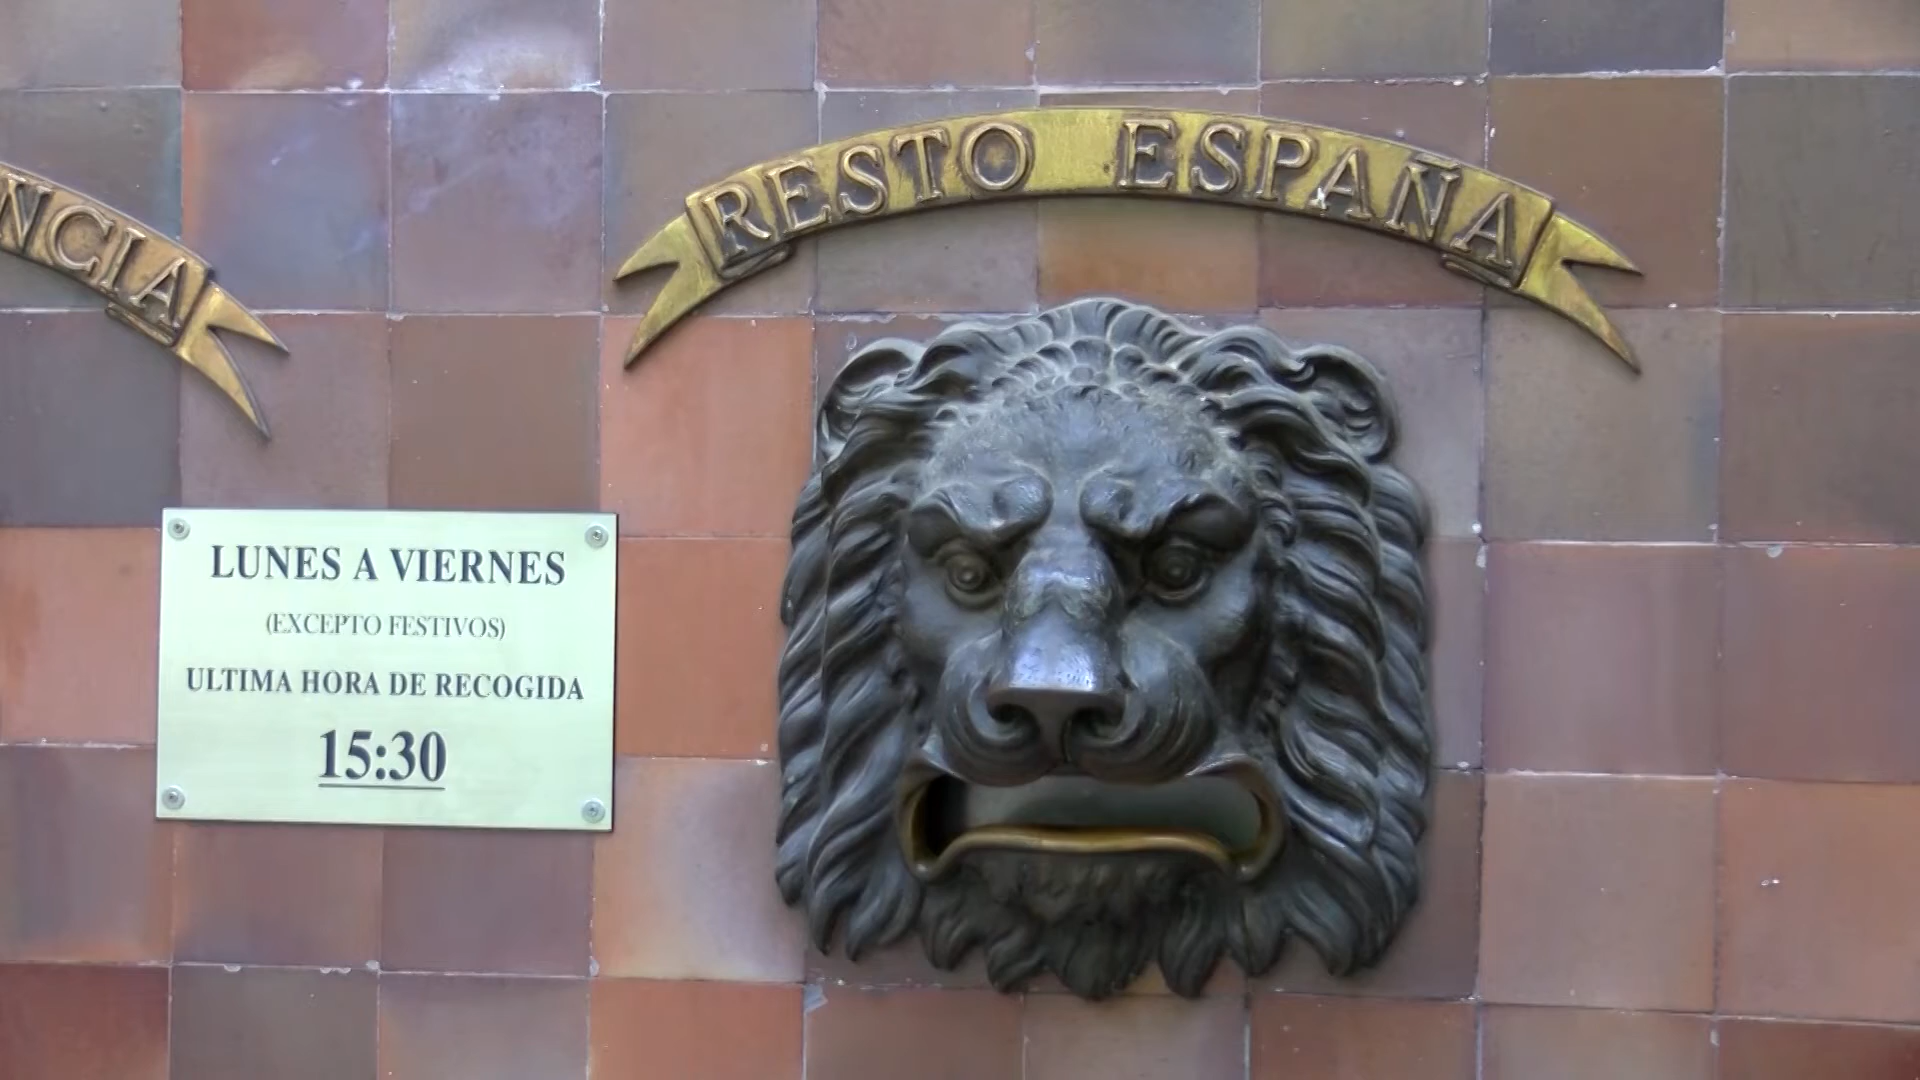 NCIA
RESTO ESPAÑA
LUNES A VIERNES
(EXCEPTO FESTIVOS)
ULTIMA HORA DE RECOGIDA
15:30